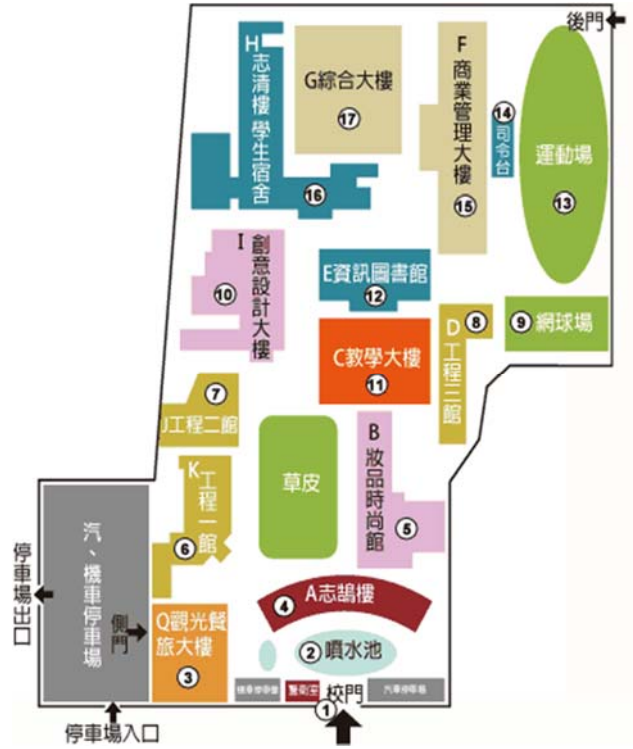 後門
H志清樓 學生宿舍
G綜合大樓
17
F 商業管理大樓
15
14
司令台
運動場
13
16
I 創意設計大樓
10
E資訊圖書館
12
8
D工程三館
9 網球場
C教學大樓
11
7
J工程二館
B 妝品時尚館
5
K工程一館
6
草皮
汽、機車停車場
停車場出口
側門
4 A志鵠樓
Q觀光餐
旅大樓
3
2 噴水池
警衛室
校門
1
停車場入口